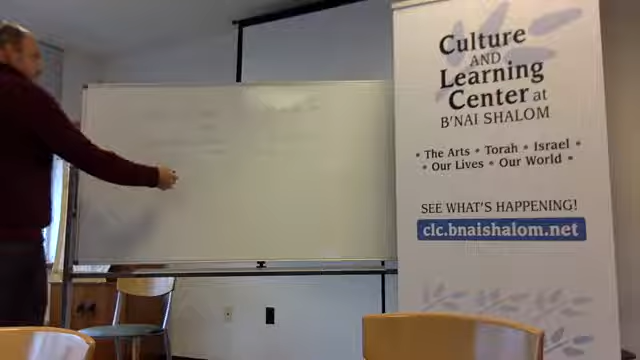 Culture
AND
Learning
Center at
B'NAI SHALOM
• The Arts • Torah • Israel •
• Our Lives • Our World •
SEE WHAT'S HAPPENING!
clc.bnaishalom.net